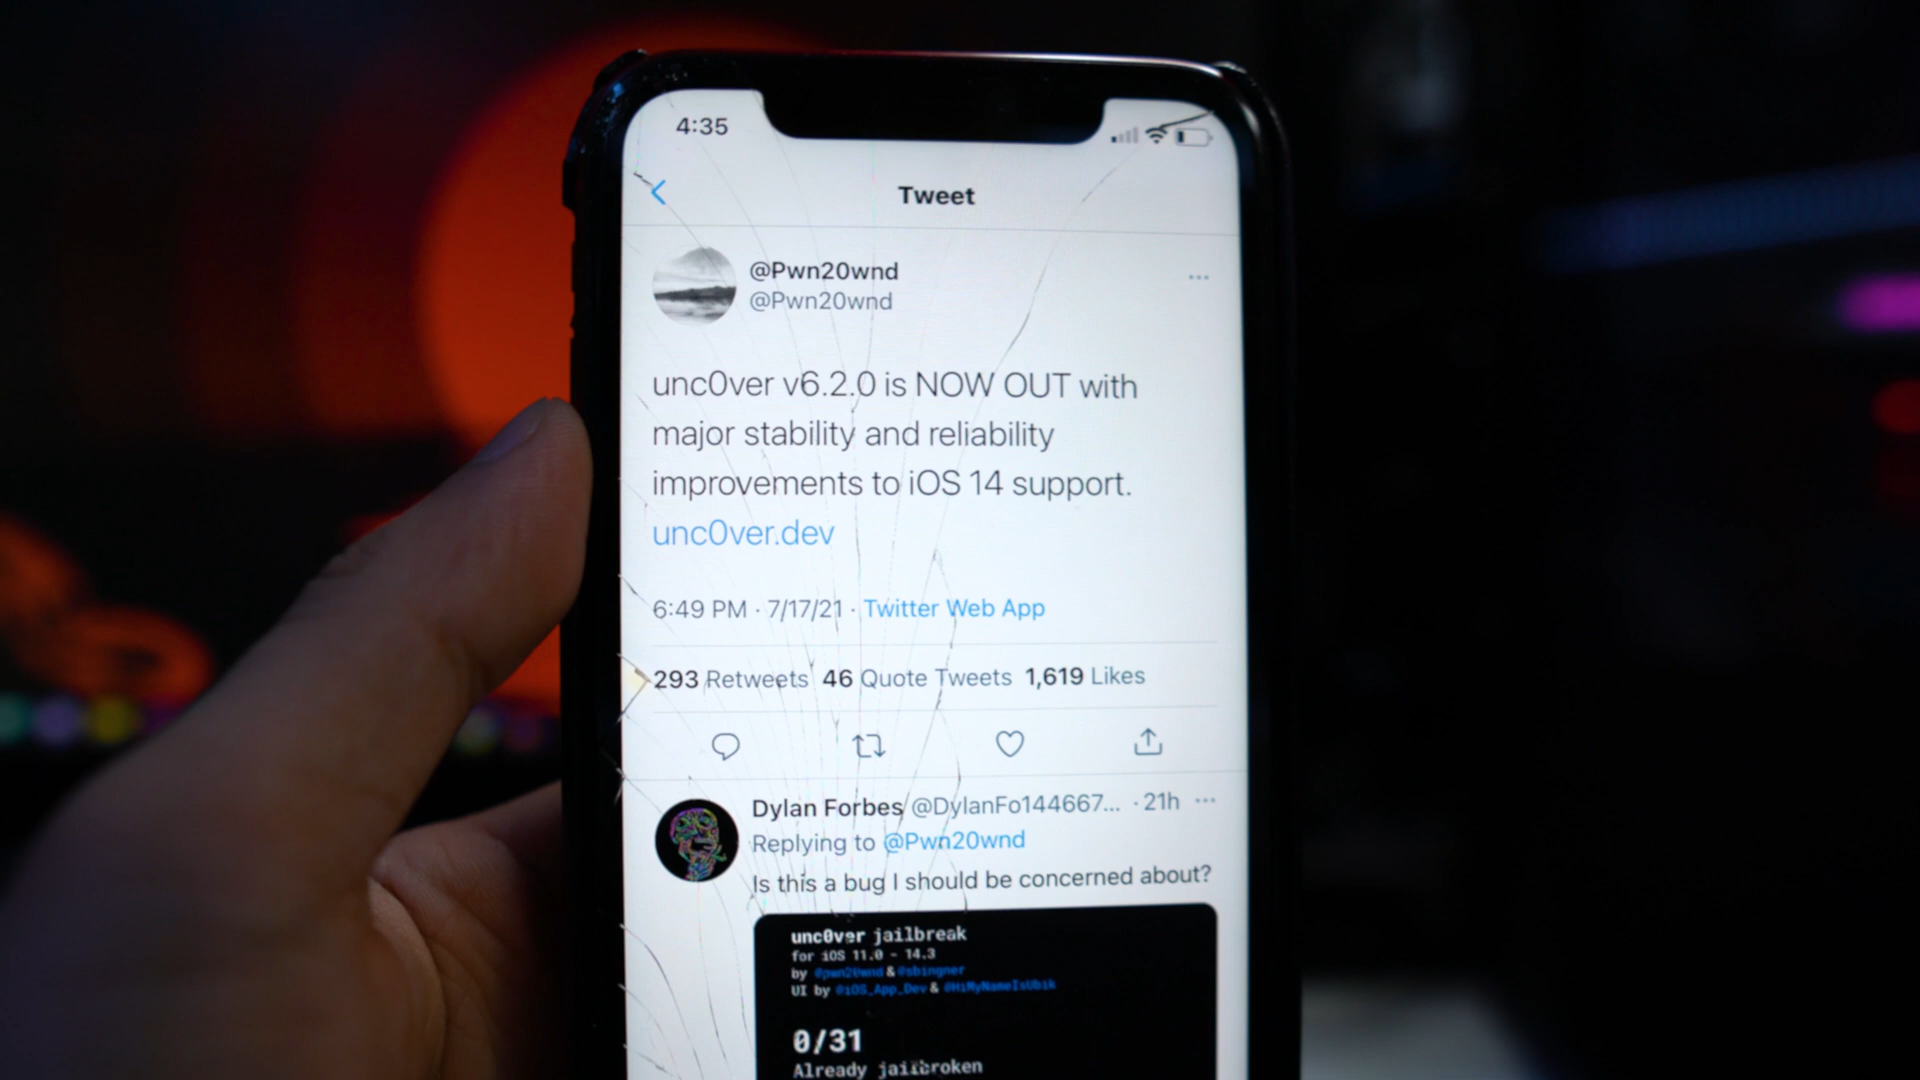 4:35
Tweet
@Pwn20wnd
@Pwn20wnd
unc0ver v6.2.0 is NOW OUT with
major stability and reliability
improvements to iOS 14 support.
unc0ver.dev
6:49 PM · 7/17/21 · Twitter Web App
293 Retweets 46 Quote Tweets 1,619 Likes
Dylan Forbes @DylanFo144667... · 21h
Replying to @Pwn20wnd
Is this a bug I should be concerned about?
unc0ver jailbreak
for iOS 11.0 - 14.3
by @pwn20wnd & @sbingner
UI by @iOS_App_Dev & @HiMyNameIsUbik
0/31
Already jailbroken